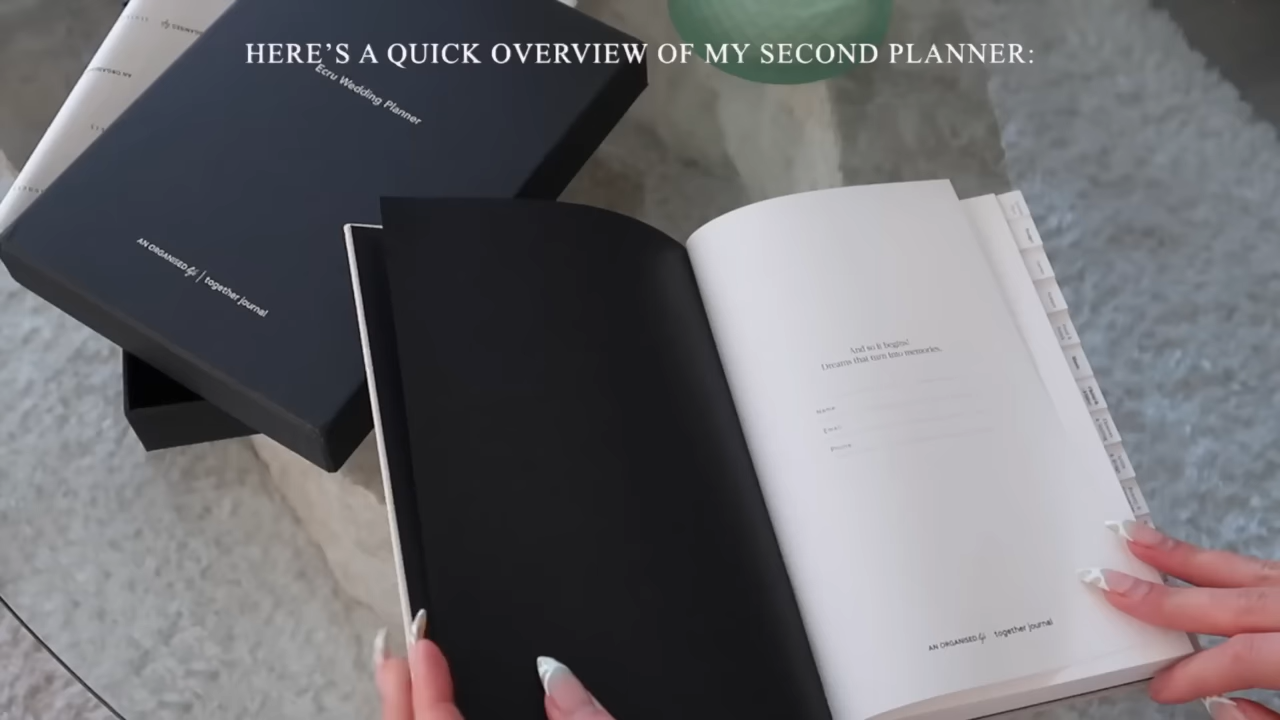 HERE’S A QUICK OVERVIEW OF MY SECOND PLANNER:
Ecru Wedding Planner
AN ORGANISED life | together journal
And so it begins!
Dreams that turn into memories.
Name
Email
Phone
AN ORGANISED life together journal